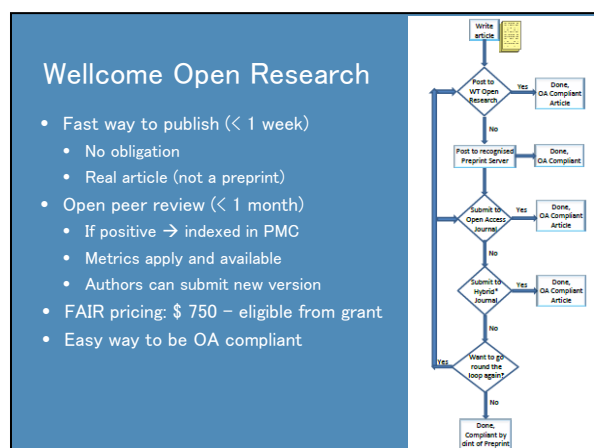 Wellcome Open Research
• Fast way to publish (< 1 week)
• No obligation
• Real article (not a preprint)
• Open peer review (< 1 month)
• If positive → indexed in PMC
• Metrics apply and available
• Authors can submit new version
• FAIR pricing: $ 750 – eligible from grant
• Easy way to be OA compliant
Write
article
Post to
WT Open
Research
Yes
Done,
OA Compliant
Article
No
Post to recognised
Preprint Server
Done,
OA Compliant
Submit to
Open Access
Journal
Yes
Done,
OA Compliant
Article
No
Submit to
Hybrid*
Journal
Yes
Done,
OA Compliant
Article
No
Yes
Want to go
round the
loop again?
No
Done,
Compliant by
dint of Preprint